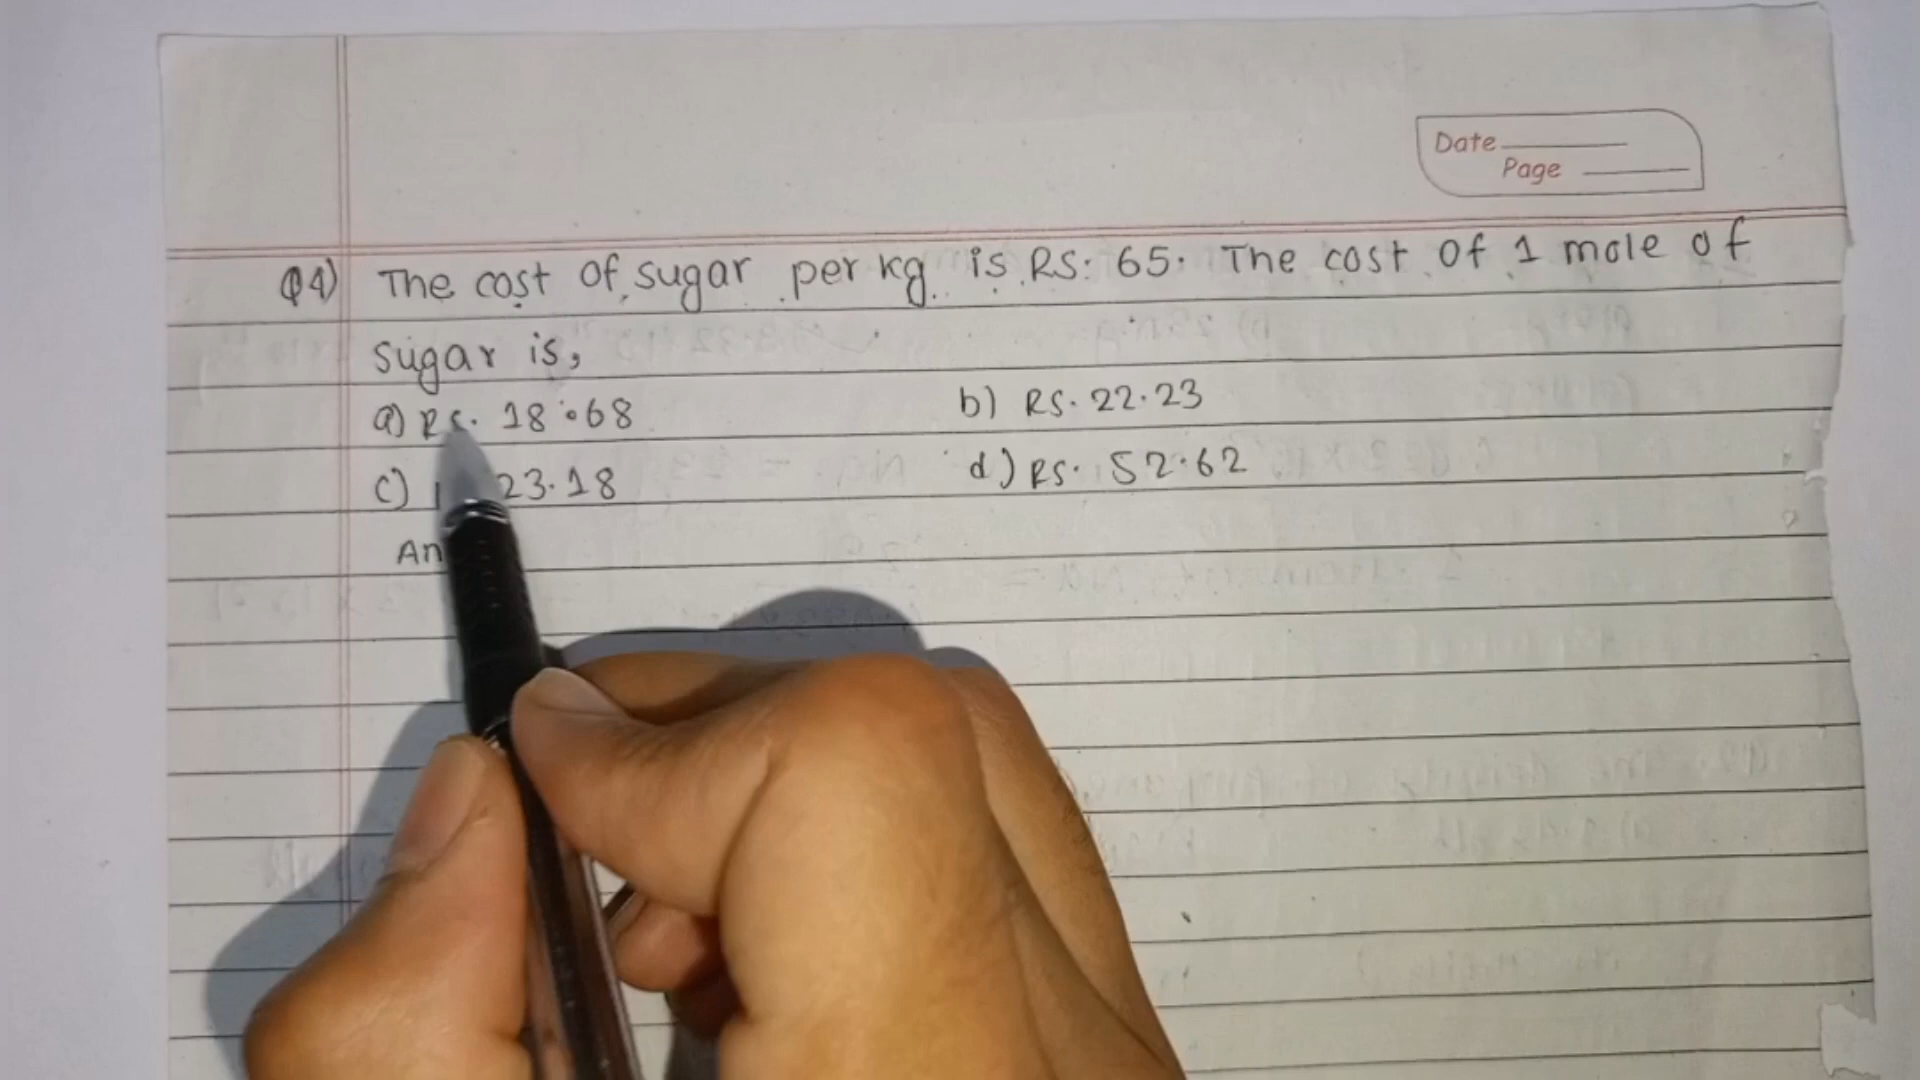 Date
Page
Q4) The cost of sugar per kg is RS: 65. The cost of 1 mole of
sugar is,
a) Rs. 18.68 b) RS. 22.23
c) 23.18 d) RS. 52.62